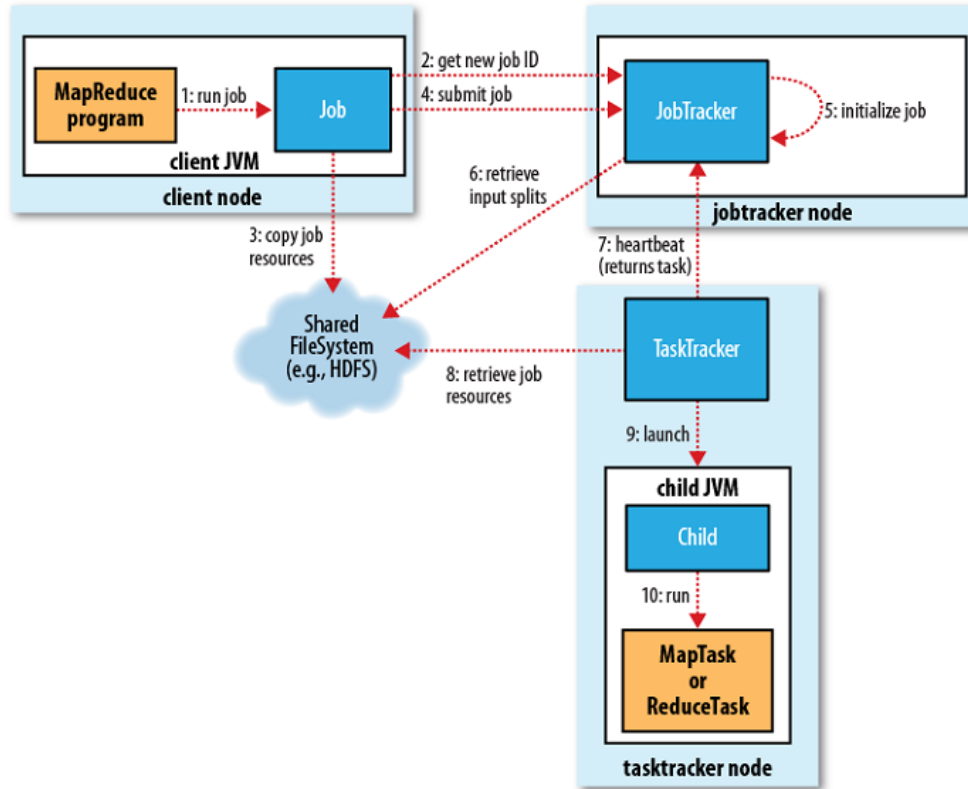 MapReduce
program
1: run job
Job
client JVM
client node
2: get new job ID
4: submit job
JobTracker
5: initialize job
jobtracker node
3: copy job
resources
6: retrieve
input splits
7: heartbeat
(returns task)
Shared
FileSystem
(e.g., HDFS)
8: retrieve job
resources
TaskTracker
9: launch
child JVM
Child
10: run
MapTask
or
ReduceTask
tasktracker node